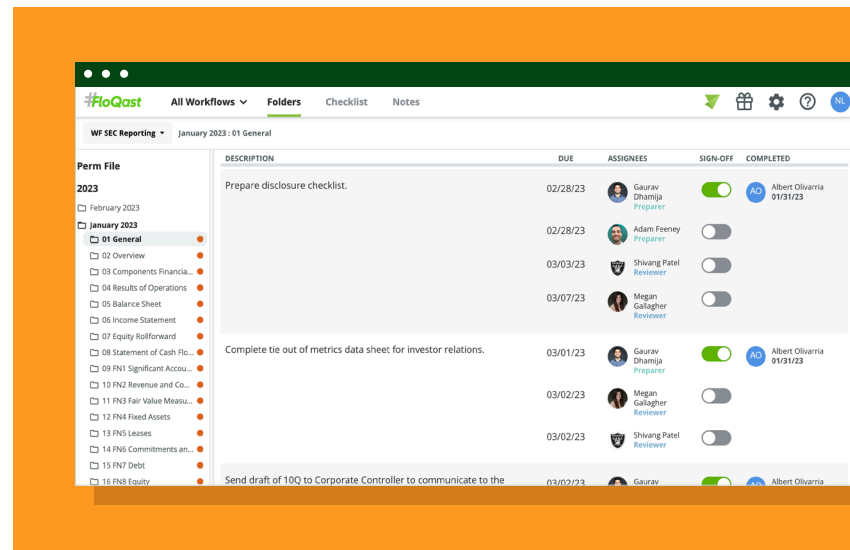 #FloQast All Workflows Folders Checklist Notes NL
WF SEC Reporting January 2023 : 01 General
Perm File
2023
February 2023
January 2023
01 General
02 Overview
03 Components Financia...
04 Results of Operations
05 Balance Sheet
06 Income Statement
07 Equity Rollforward
08 Statement of Cash Flo...
09 FN1 Significant Accou...
10 FN2 Revenue and Co...
11 FN3 Fair Value Measu...
12 FN4 Fixed Assets
13 FN5 Leases
14 FN6 Commitments an...
15 FN7 Debt
16 FN8 Equity
DESCRIPTION DUE ASSIGNEES SIGN-OFF COMPLETED
Prepare disclosure checklist. 02/28/23 Gaurav AO Albert Olivarria
Dhamija 01/31/23
Preparer
02/28/23 Adam Feeney
Preparer
03/03/23 Shivang Patel
Reviewer
03/07/23 Megan
Gallagher
Reviewer
Complete tie out of metrics data sheet for investor relations. 03/01/23 Gaurav AO Albert Olivarria
Dhamija 01/31/23
Preparer
03/02/23 Megan
Gallagher
Reviewer
03/02/23 Shivang Patel
Reviewer
Send draft of 10Q to Corporate Controller to communicate to the 03/02/23 Gaurav AO Albert Olivarria